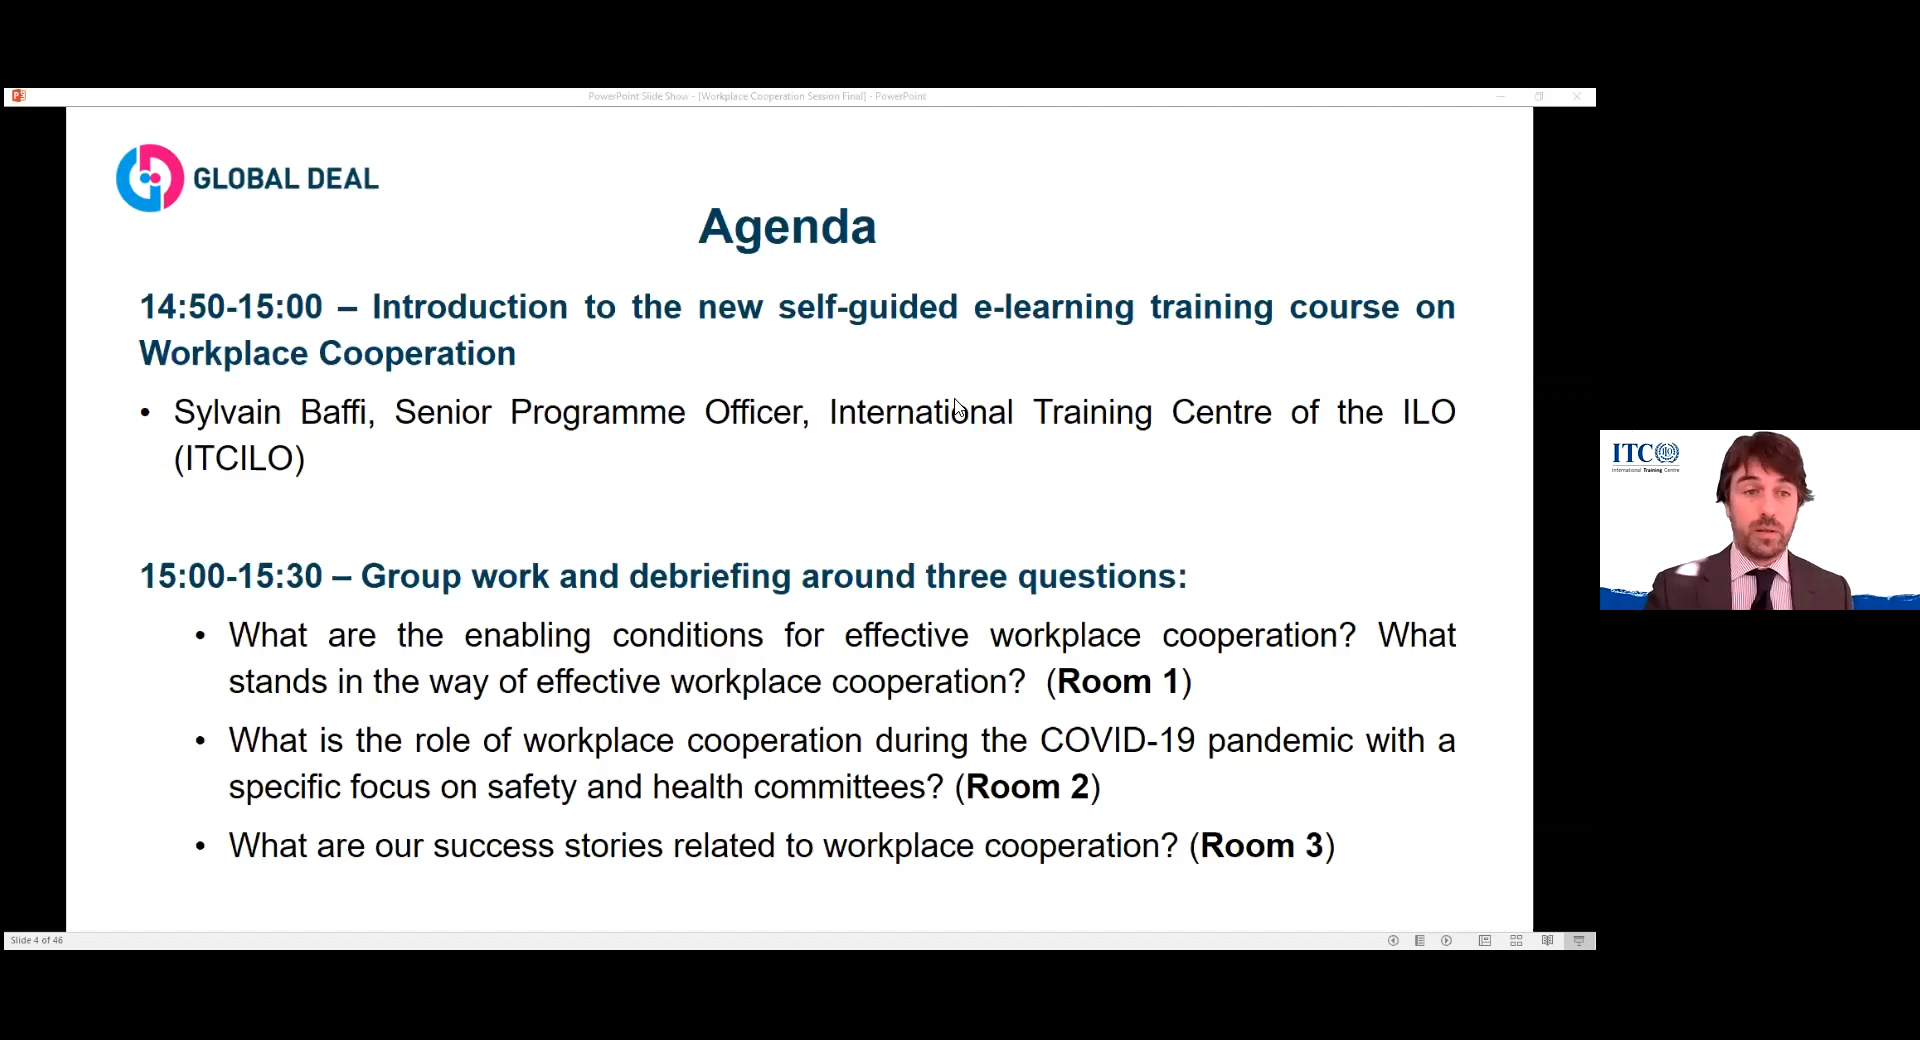 PowerPoint Slide Show - [Workplace Cooperation Session Final] - PowerPoint
GLOBAL DEAL
Agenda
14:50-15:00 – Introduction to the new self-guided e-learning training course on
Workplace Cooperation
• Sylvain Baffi, Senior Programme Officer, International Training Centre of the ILO
(ITCILO)
15:00-15:30 – Group work and debriefing around three questions:
• What are the enabling conditions for effective workplace cooperation? What
stands in the way of effective workplace cooperation? (Room 1)
• What is the role of workplace cooperation during the COVID-19 pandemic with a
specific focus on safety and health committees? (Room 2)
• What are our success stories related to workplace cooperation? (Room 3)
Slide 4 of 46
ITC
International Training Centre